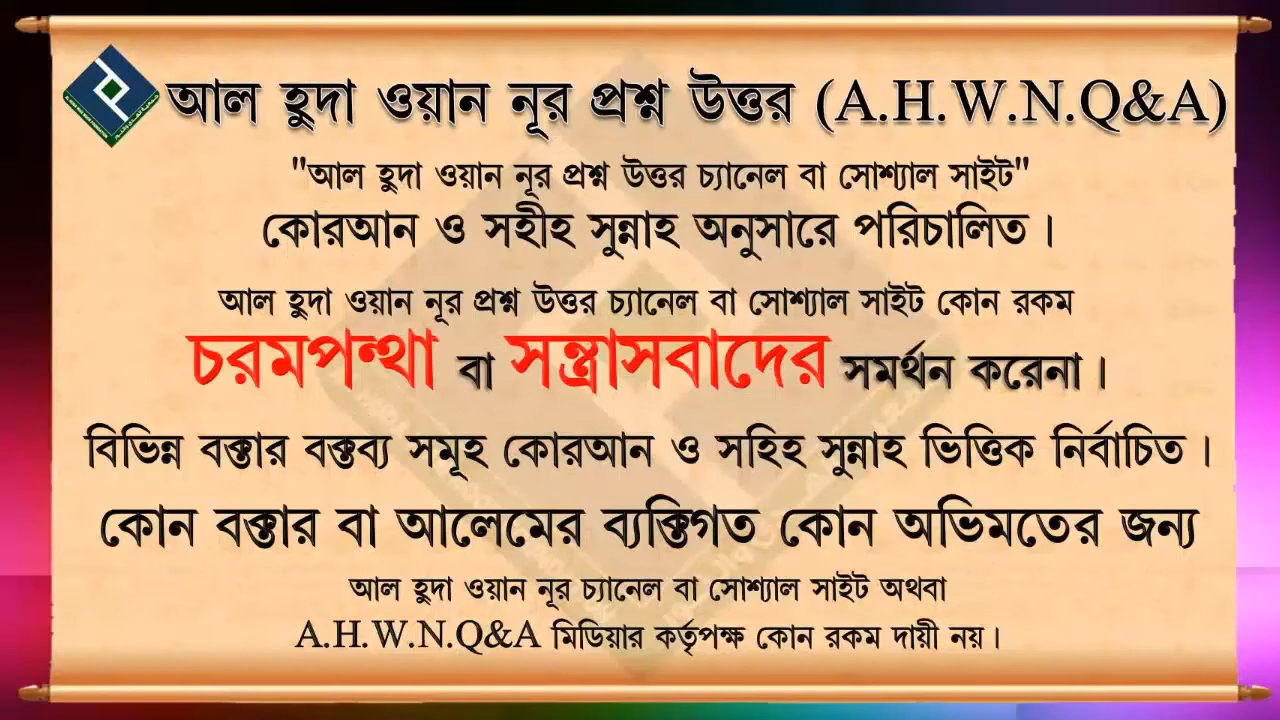 আল হুদা ওয়ান নূর প্রশ্ন উত্তর (A.H.W.N.Q&A)
"আল হুদা ওয়ান নূর প্রশ্ন উত্তর চ্যানেল বা সোশ্যাল সাইট"
কোরআন ও সহীহ সুন্নাহ অনুসারে পরিচালিত ।
আল হুদা ওয়ান নূর প্রশ্ন উত্তর চ্যানেল বা সোশ্যাল সাইট কোন রকম
চরমপন্থা বা সন্ত্রাসবাদের সমর্থন করেনা ।
বিভিন্ন বক্তার বক্তব্য সমূহ কোরআন ও সহিহ সুন্নাহ ভিত্তিক নির্বাচিত ।
কোন বক্তার বা আলেমের ব্যক্তিগত কোন অভিমতের জন্য
আল হুদা ওয়ান নূর চ্যানেল বা সোশ্যাল সাইট অথবা
A.H.W.N.Q&A মিডিয়ার কর্তৃপক্ষ কোন রকম দায়ী নয় ।